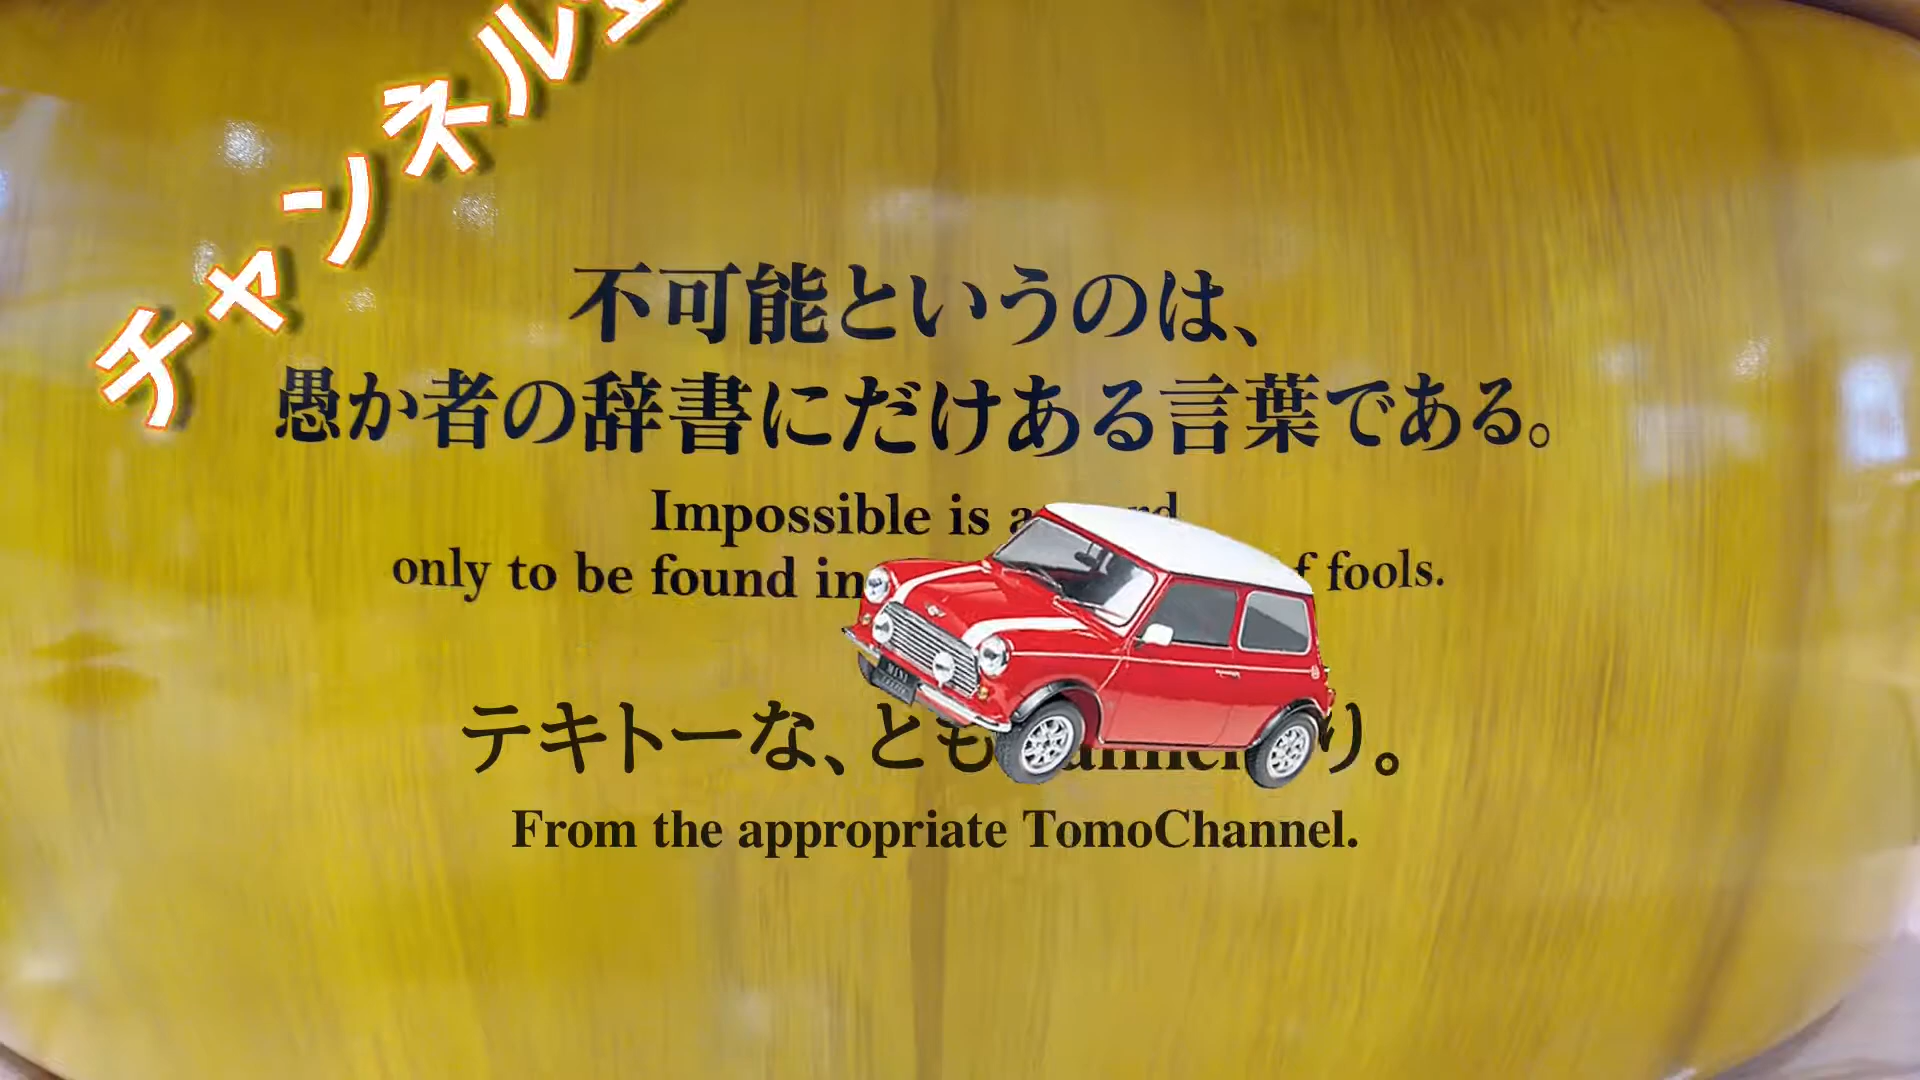 チャンネル
不可能というのは、
愚か者の辞書にだけある言葉である。
Impossible is a
only to be found in fools.
テキトーな、とも り。
From the appropriate TomoChannel.
MINI